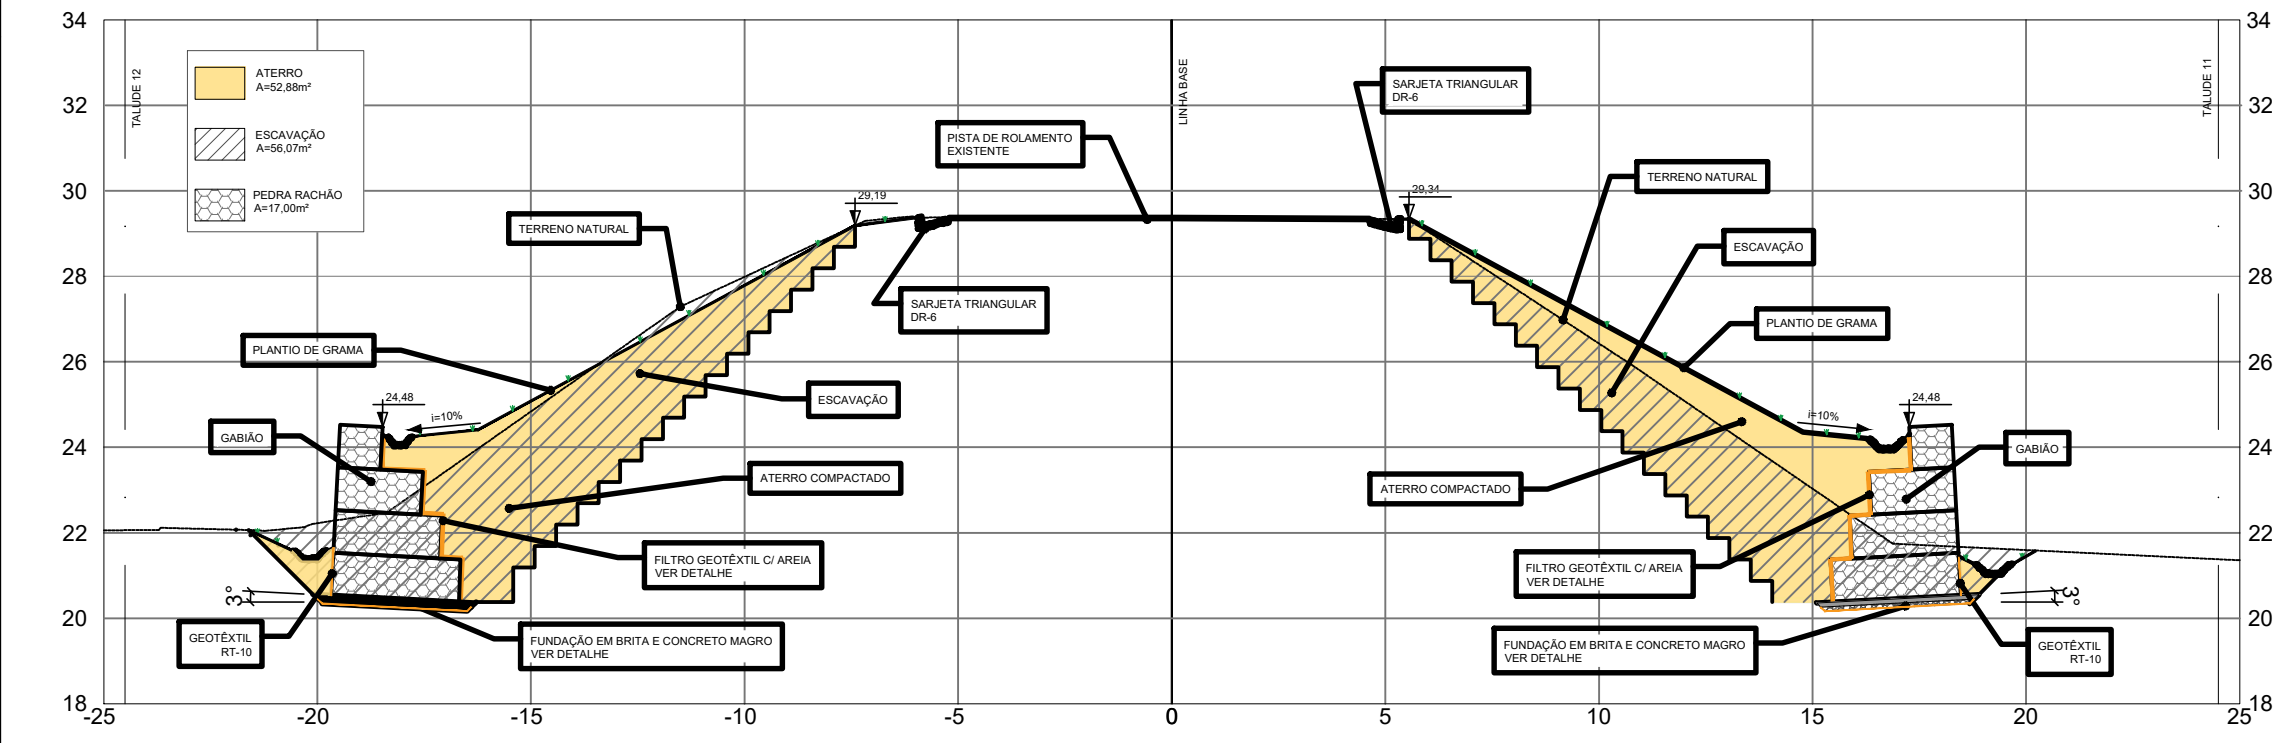 34
34
32
32
30
30
28
28
26
26
24
24
22
22
20
20
18
18
-25
-20
-15
-10
-5
0
5
10
15
20
25
TALUDE 12
ATERRO
A=52,88m²
ESCAVAÇÃO
A=56,07m²
PEDRA RACHÃO
A=17,00m²
LINHA BASE
TALUDE 11
PISTA DE ROLAMENTO
EXISTENTE
SARJETA TRIANGULAR
DR-6
TERRENO NATURAL
29,19
29,34
TERRENO NATURAL
ESCAVAÇÃO
SARJETA TRIANGULAR
DR-6
PLANTIO DE GRAMA
PLANTIO DE GRAMA
24,48
i=10%
ESCAVAÇÃO
24,48
i=10%
GABIÃO
GABIÃO
ATERRO COMPACTADO
ATERRO COMPACTADO
FILTRO GEOTÊXTIL C/ AREIA
VER DETALHE
FILTRO GEOTÊXTIL C/ AREIA
VER DETALHE
3°
3°
GEOTÊXTIL
RT-10
FUNDAÇÃO EM BRITA E CONCRETO MAGRO
VER DETALHE
FUNDAÇÃO EM BRITA E CONCRETO MAGRO
VER DETALHE
GEOTÊXTIL
RT-10